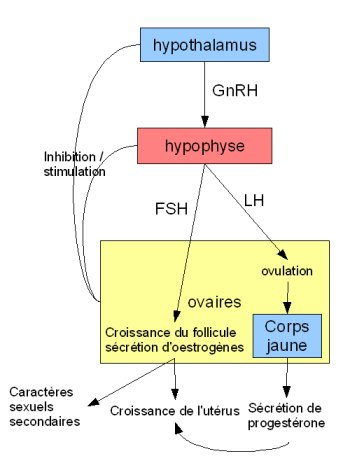 hypothalamus
GnRH
Inhibition /
stimulation
hypophyse
FSH
LH
ovulation
ovaires
Croissance du follicule
sécrétion d'oestrogènes
Corps
jaune
Caractères
sexuels
secondaires
Croissance de l'utérus
Sécrétion de
progestérone